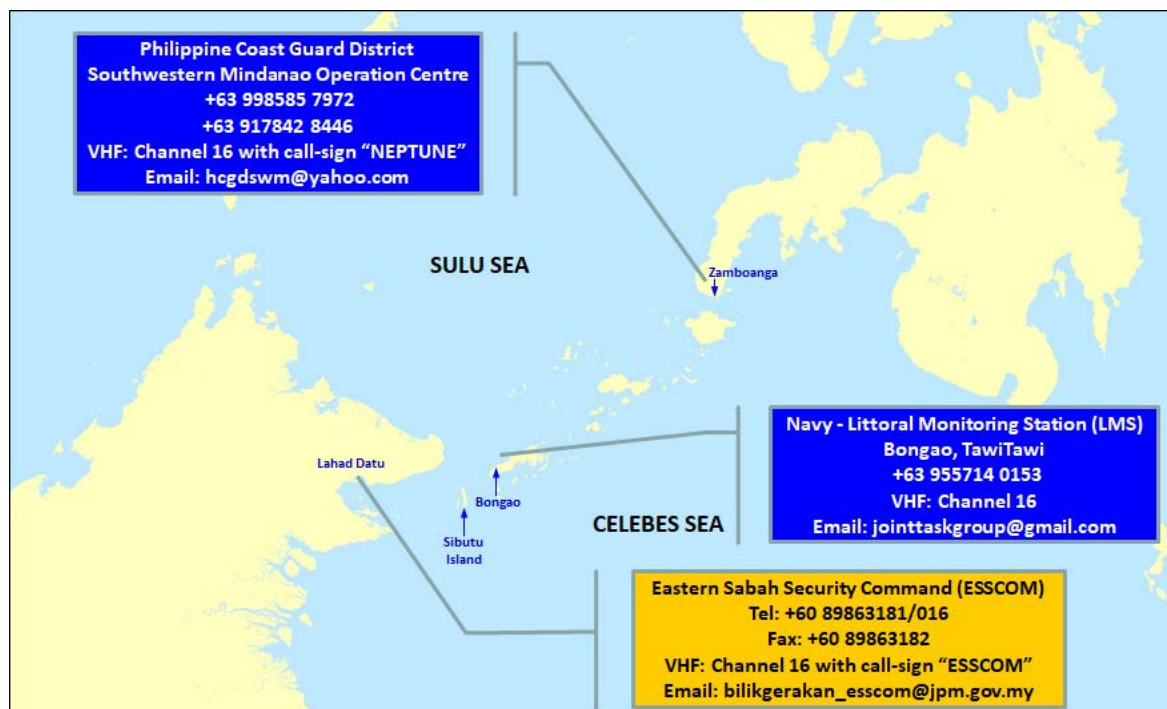 Philippine Coast Guard District
Southwestern Mindanao Operation Centre
+63 998585 7972
+63 917842 8446
VHF: Channel 16 with call-sign “NEPTUNE”
Email: hcgdswm@yahoo.com
SULU SEA
Zamboanga
Navy - Littoral Monitoring Station (LMS)
Bongao, TawiTawi
+63 955714 0153
VHF: Channel 16
Email: jointtaskgroup@gmail.com
Lahad Datu
Bongao
CELEBES SEA
Sibutu
Island
Eastern Sabah Security Command (ESSCOM)
Tel: +60 89863181/016
Fax: +60 89863182
VHF: Channel 16 with call-sign “ESSCOM”
Email: bilikgerakan_esscom@jpm.gov.my